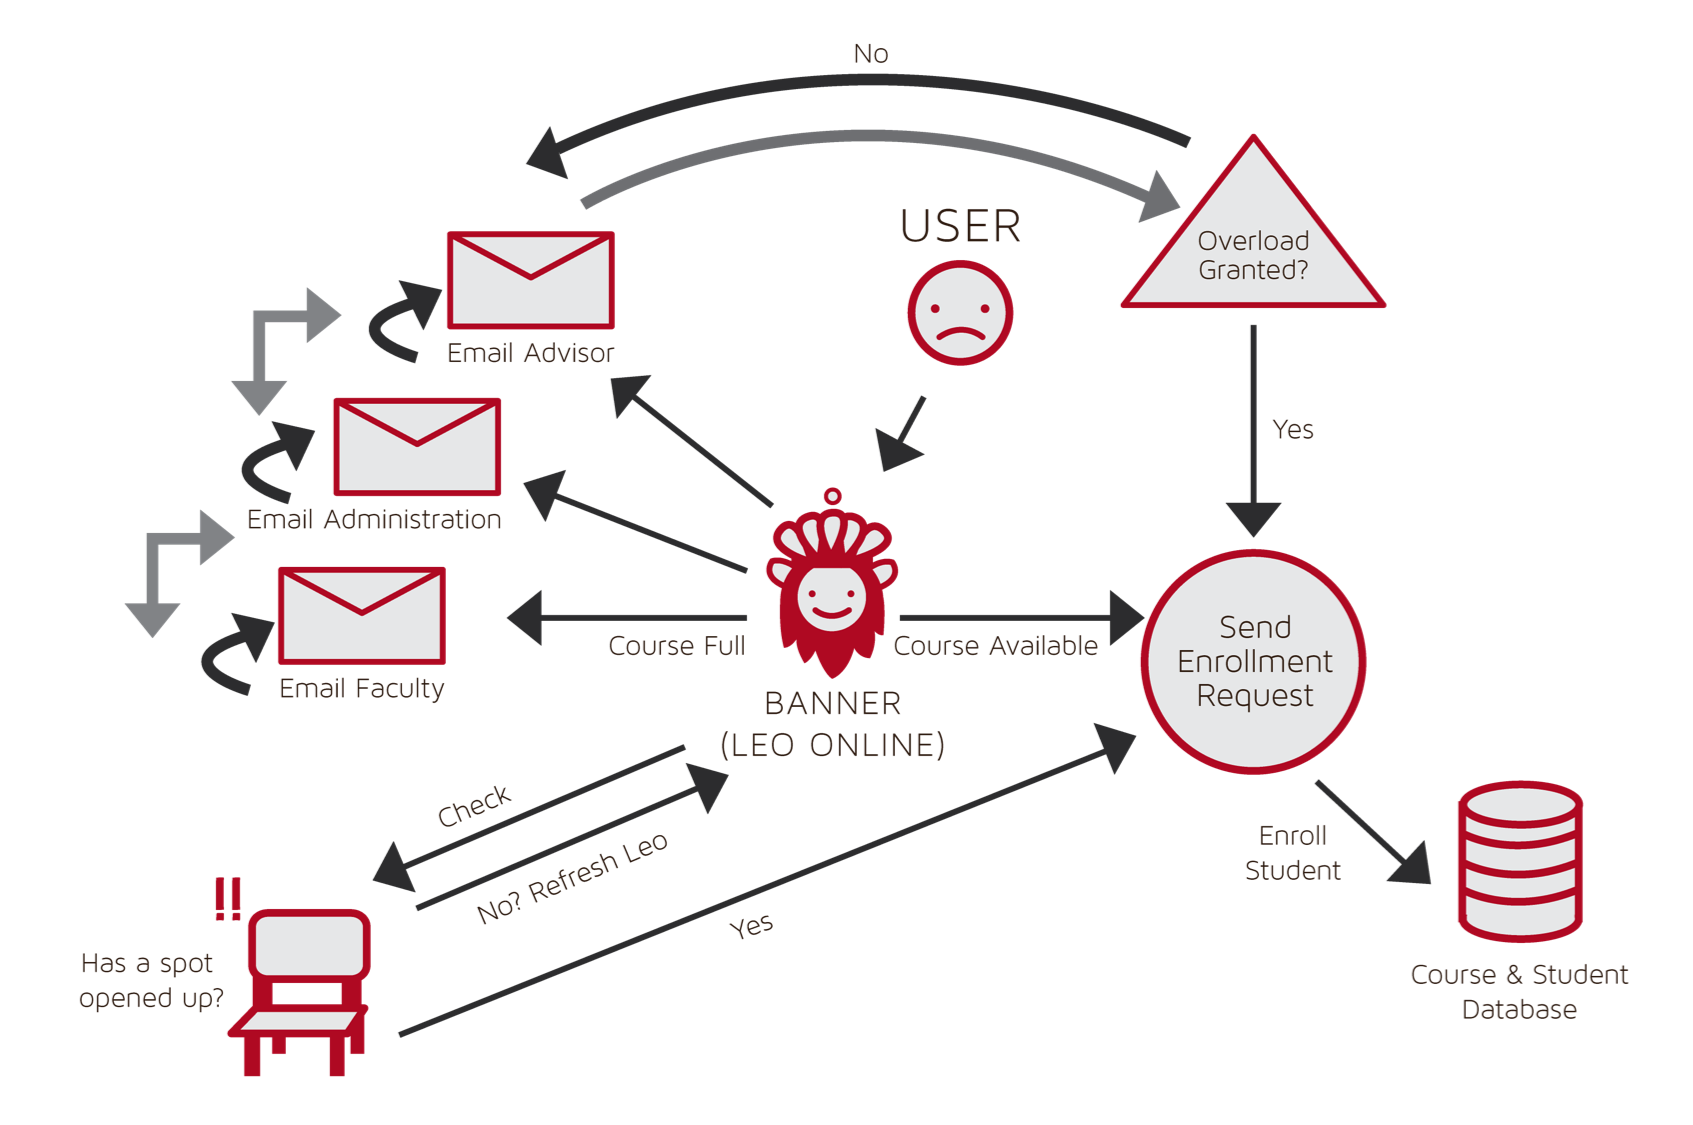 No
USER
Overload
Granted?
Email Advisor
Yes
Email Administration
Send
Enrollment
Request
Course Full
Course Available
Email Faculty
BANNER
(LEO ONLINE)
Check
No? Refresh Leo
Yes
Enroll
Student
!!
Has a spot
opened up?
Course & Student
Database